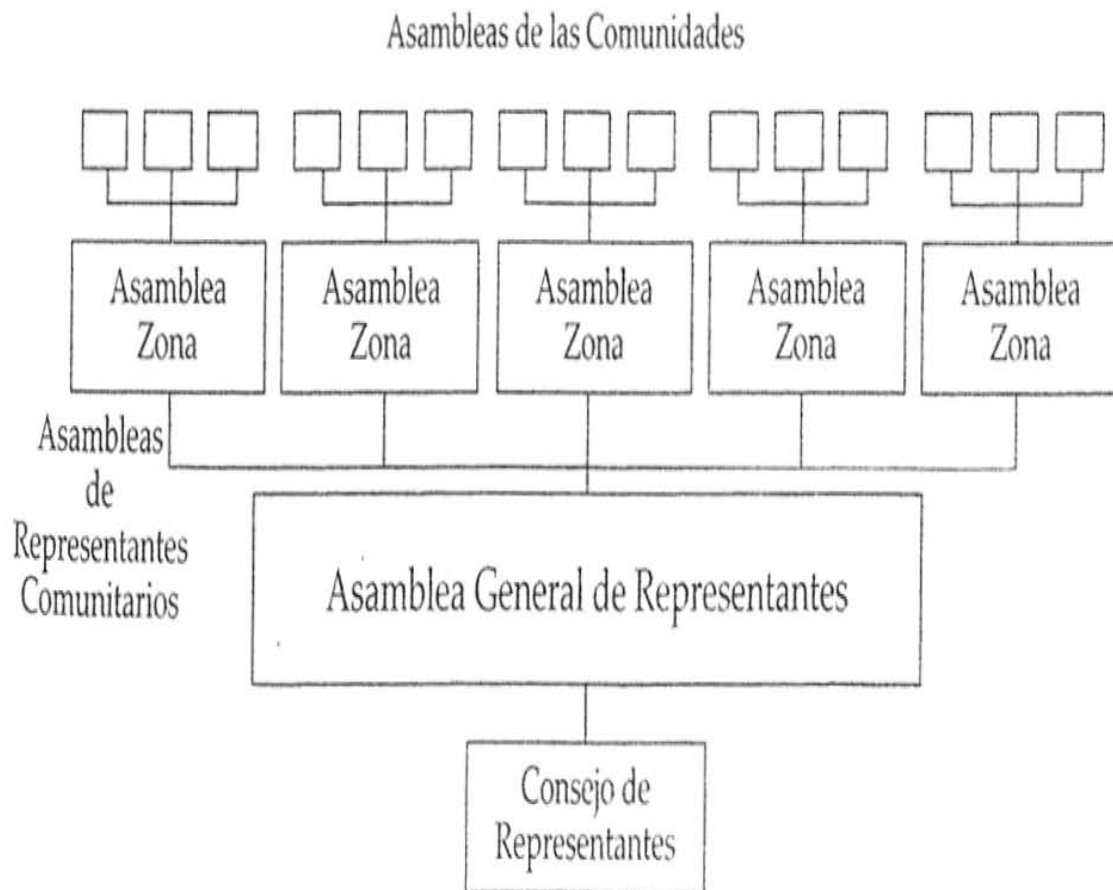 Asambleas de las Comunidades
Asamblea
Zona
Asamblea
Zona
Asamblea
Zona
Asamblea
Zona
Asamblea
Zona
Asambleas
de
Representantes
Comunitarios
Asamblea General de Representantes
Consejo de
Representantes